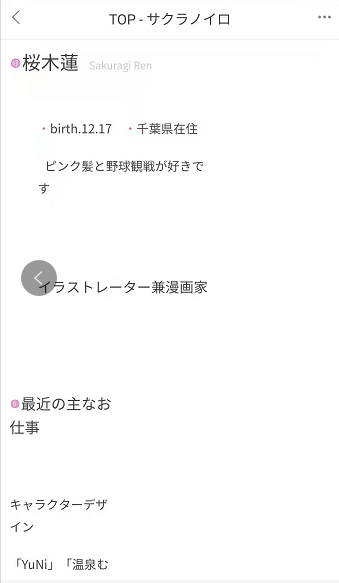 TOP - サクラノイロ
桜木蓮 Sakuragi Ren
・birth.12.17 ・千葉県在住
ピンク髪と野球観戦が好きで
す
イラストレーター兼漫画家
最近の主なお
仕事
キャラクターデザ
イン
「YuNi」「温泉む